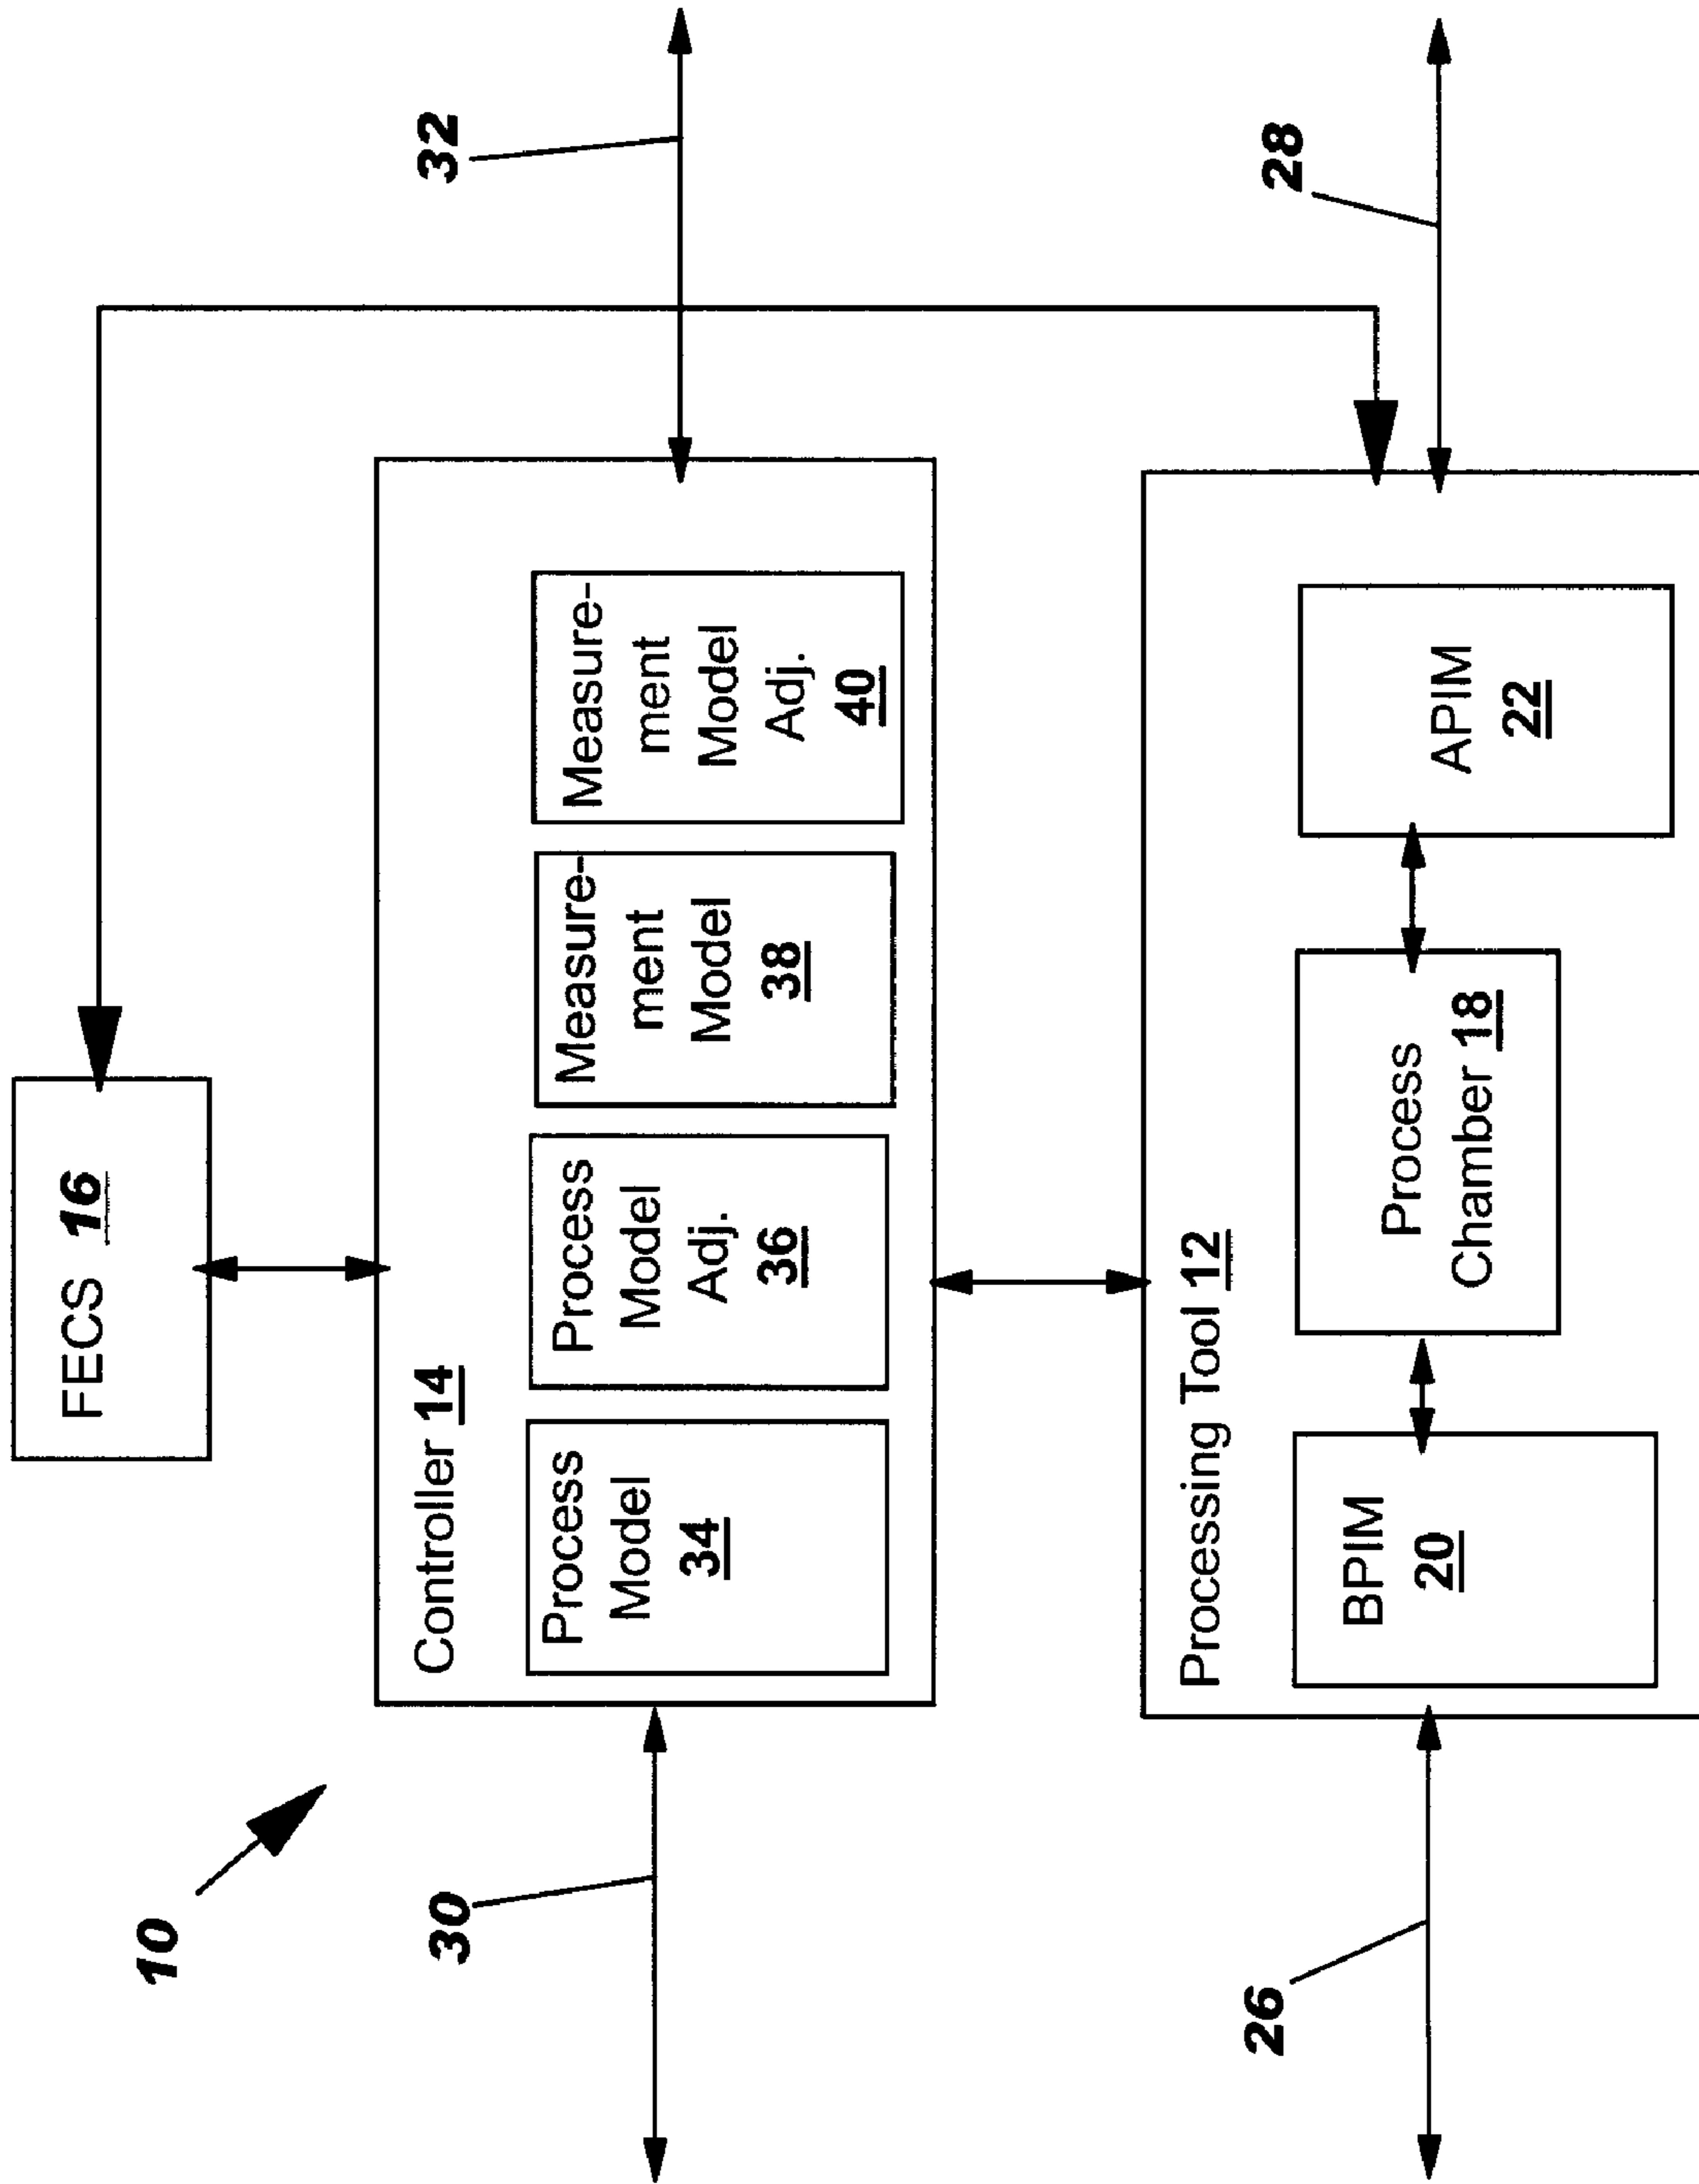 10
FECS 16
30
Controller 14
32
Process
Model
34
Process
Model
Adj.
36
Measure-
ment
Model
38
Measure-
ment
Model
Adj.
40
26
Processing Tool 12
28
BPIM
20
Process
Chamber 18
APIM
22